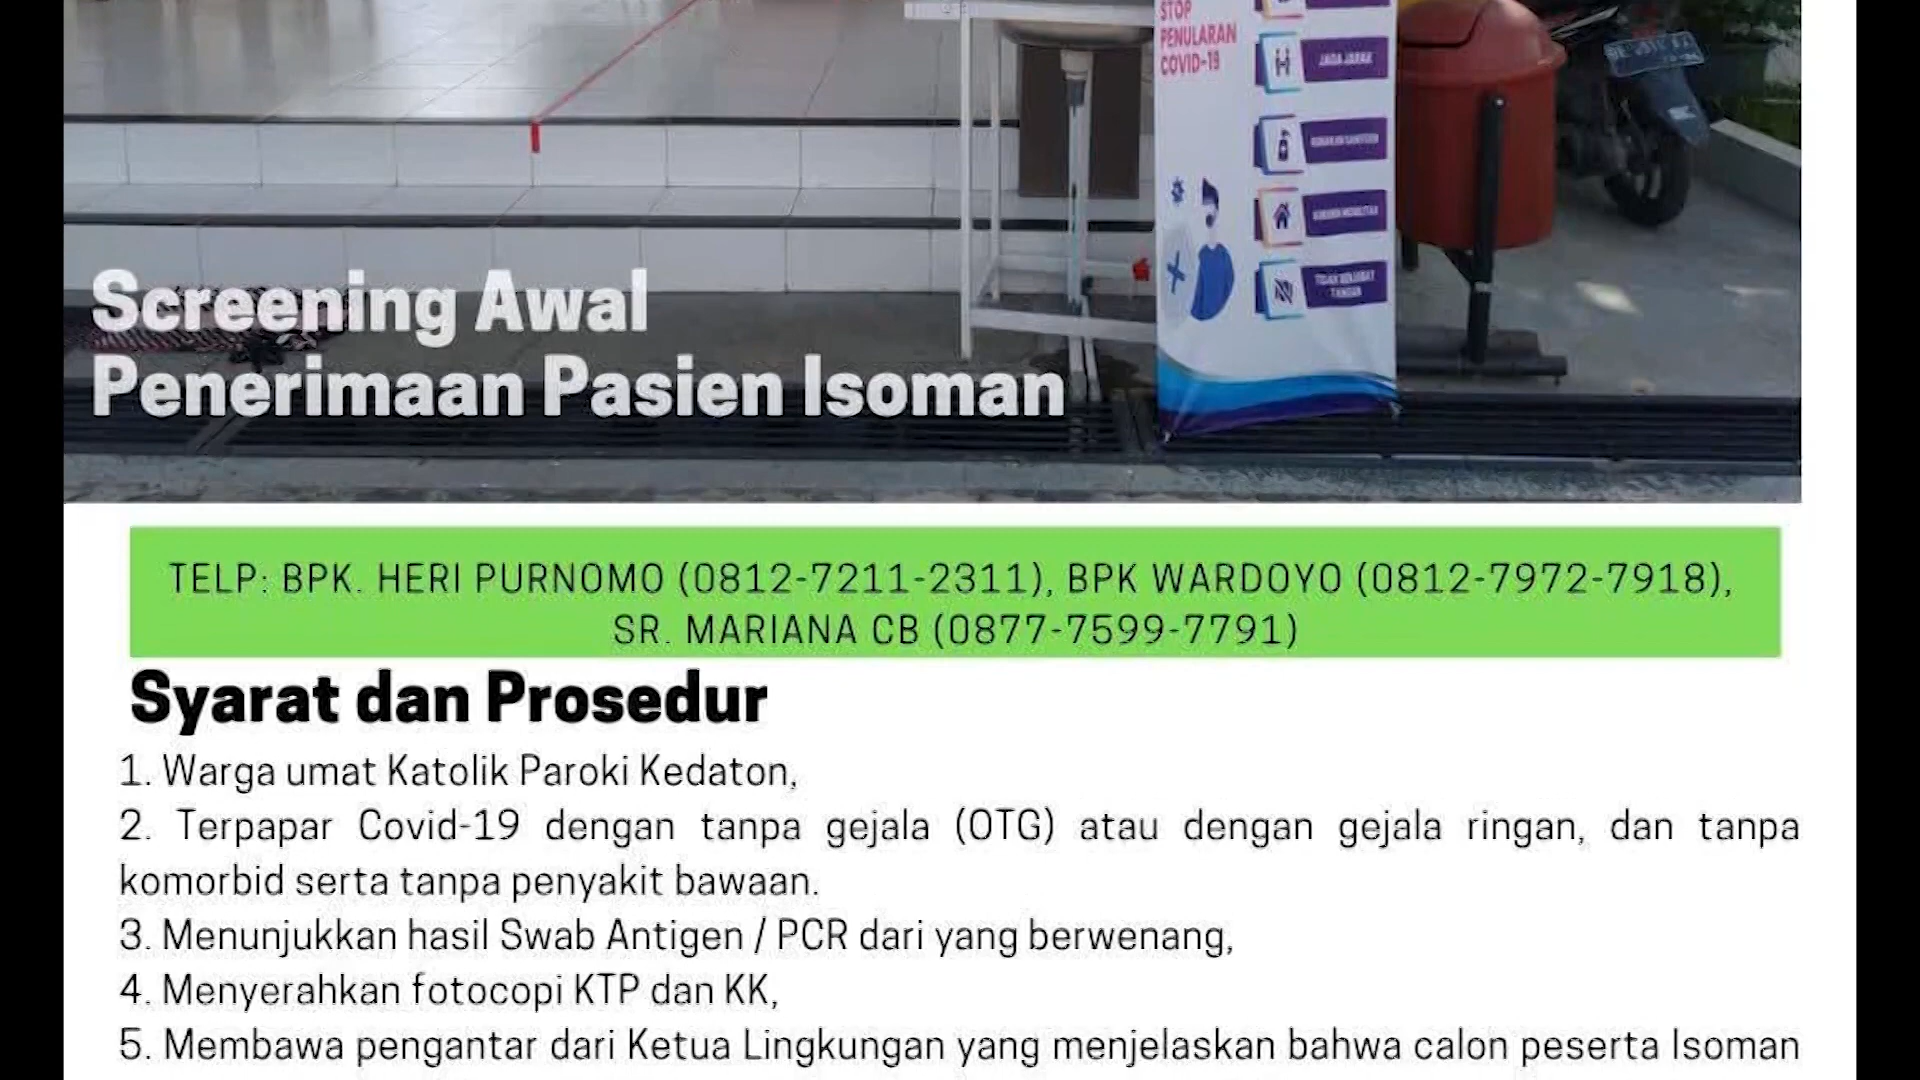 STOP
PENULARAN
COVID-19
JAGA JARAK
TANGAN
Screening Awal
Penerimaan Pasien Isoman
TELP: BPK. HERI PURNOMO (0812-7211-2311), BPK WARDOYO (0812-7972-7918),
SR. MARIANA CB (0877-7599-7791)
Syarat dan Prosedur
1. Warga umat Katolik Paroki Kedaton,
2. Terpapar Covid-19 dengan tanpa gejala (OTG) atau dengan gejala ringan, dan tanpa
komorbid serta tanpa penyakit bawaan.
3. Menunjukkan hasil Swab Antigen / PCR dari yang berwenang,
4. Menyerahkan fotocopi KTP dan KK,
5. Membawa pengantar dari Ketua Lingkungan yang menjelaskan bahwa calon peserta Isoman